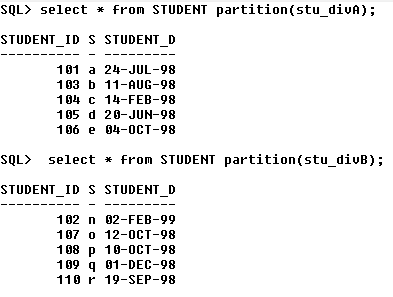 SQL> select * from STUDENT partition(stu_divA);
STUDENT_ID S STUDENT_D
---------- - ---------
       101 a 24-JUL-98
       103 b 11-AUG-98
       104 c 14-FEB-98
       105 d 20-JUN-98
       106 e 04-OCT-98
SQL>  select * from STUDENT partition(stu_divB);
STUDENT_ID S STUDENT_D
---------- - ---------
       102 n 02-FEB-99
       107 o 12-OCT-98
       108 p 10-OCT-98
       109 q 01-DEC-98
       110 r 19-SEP-98